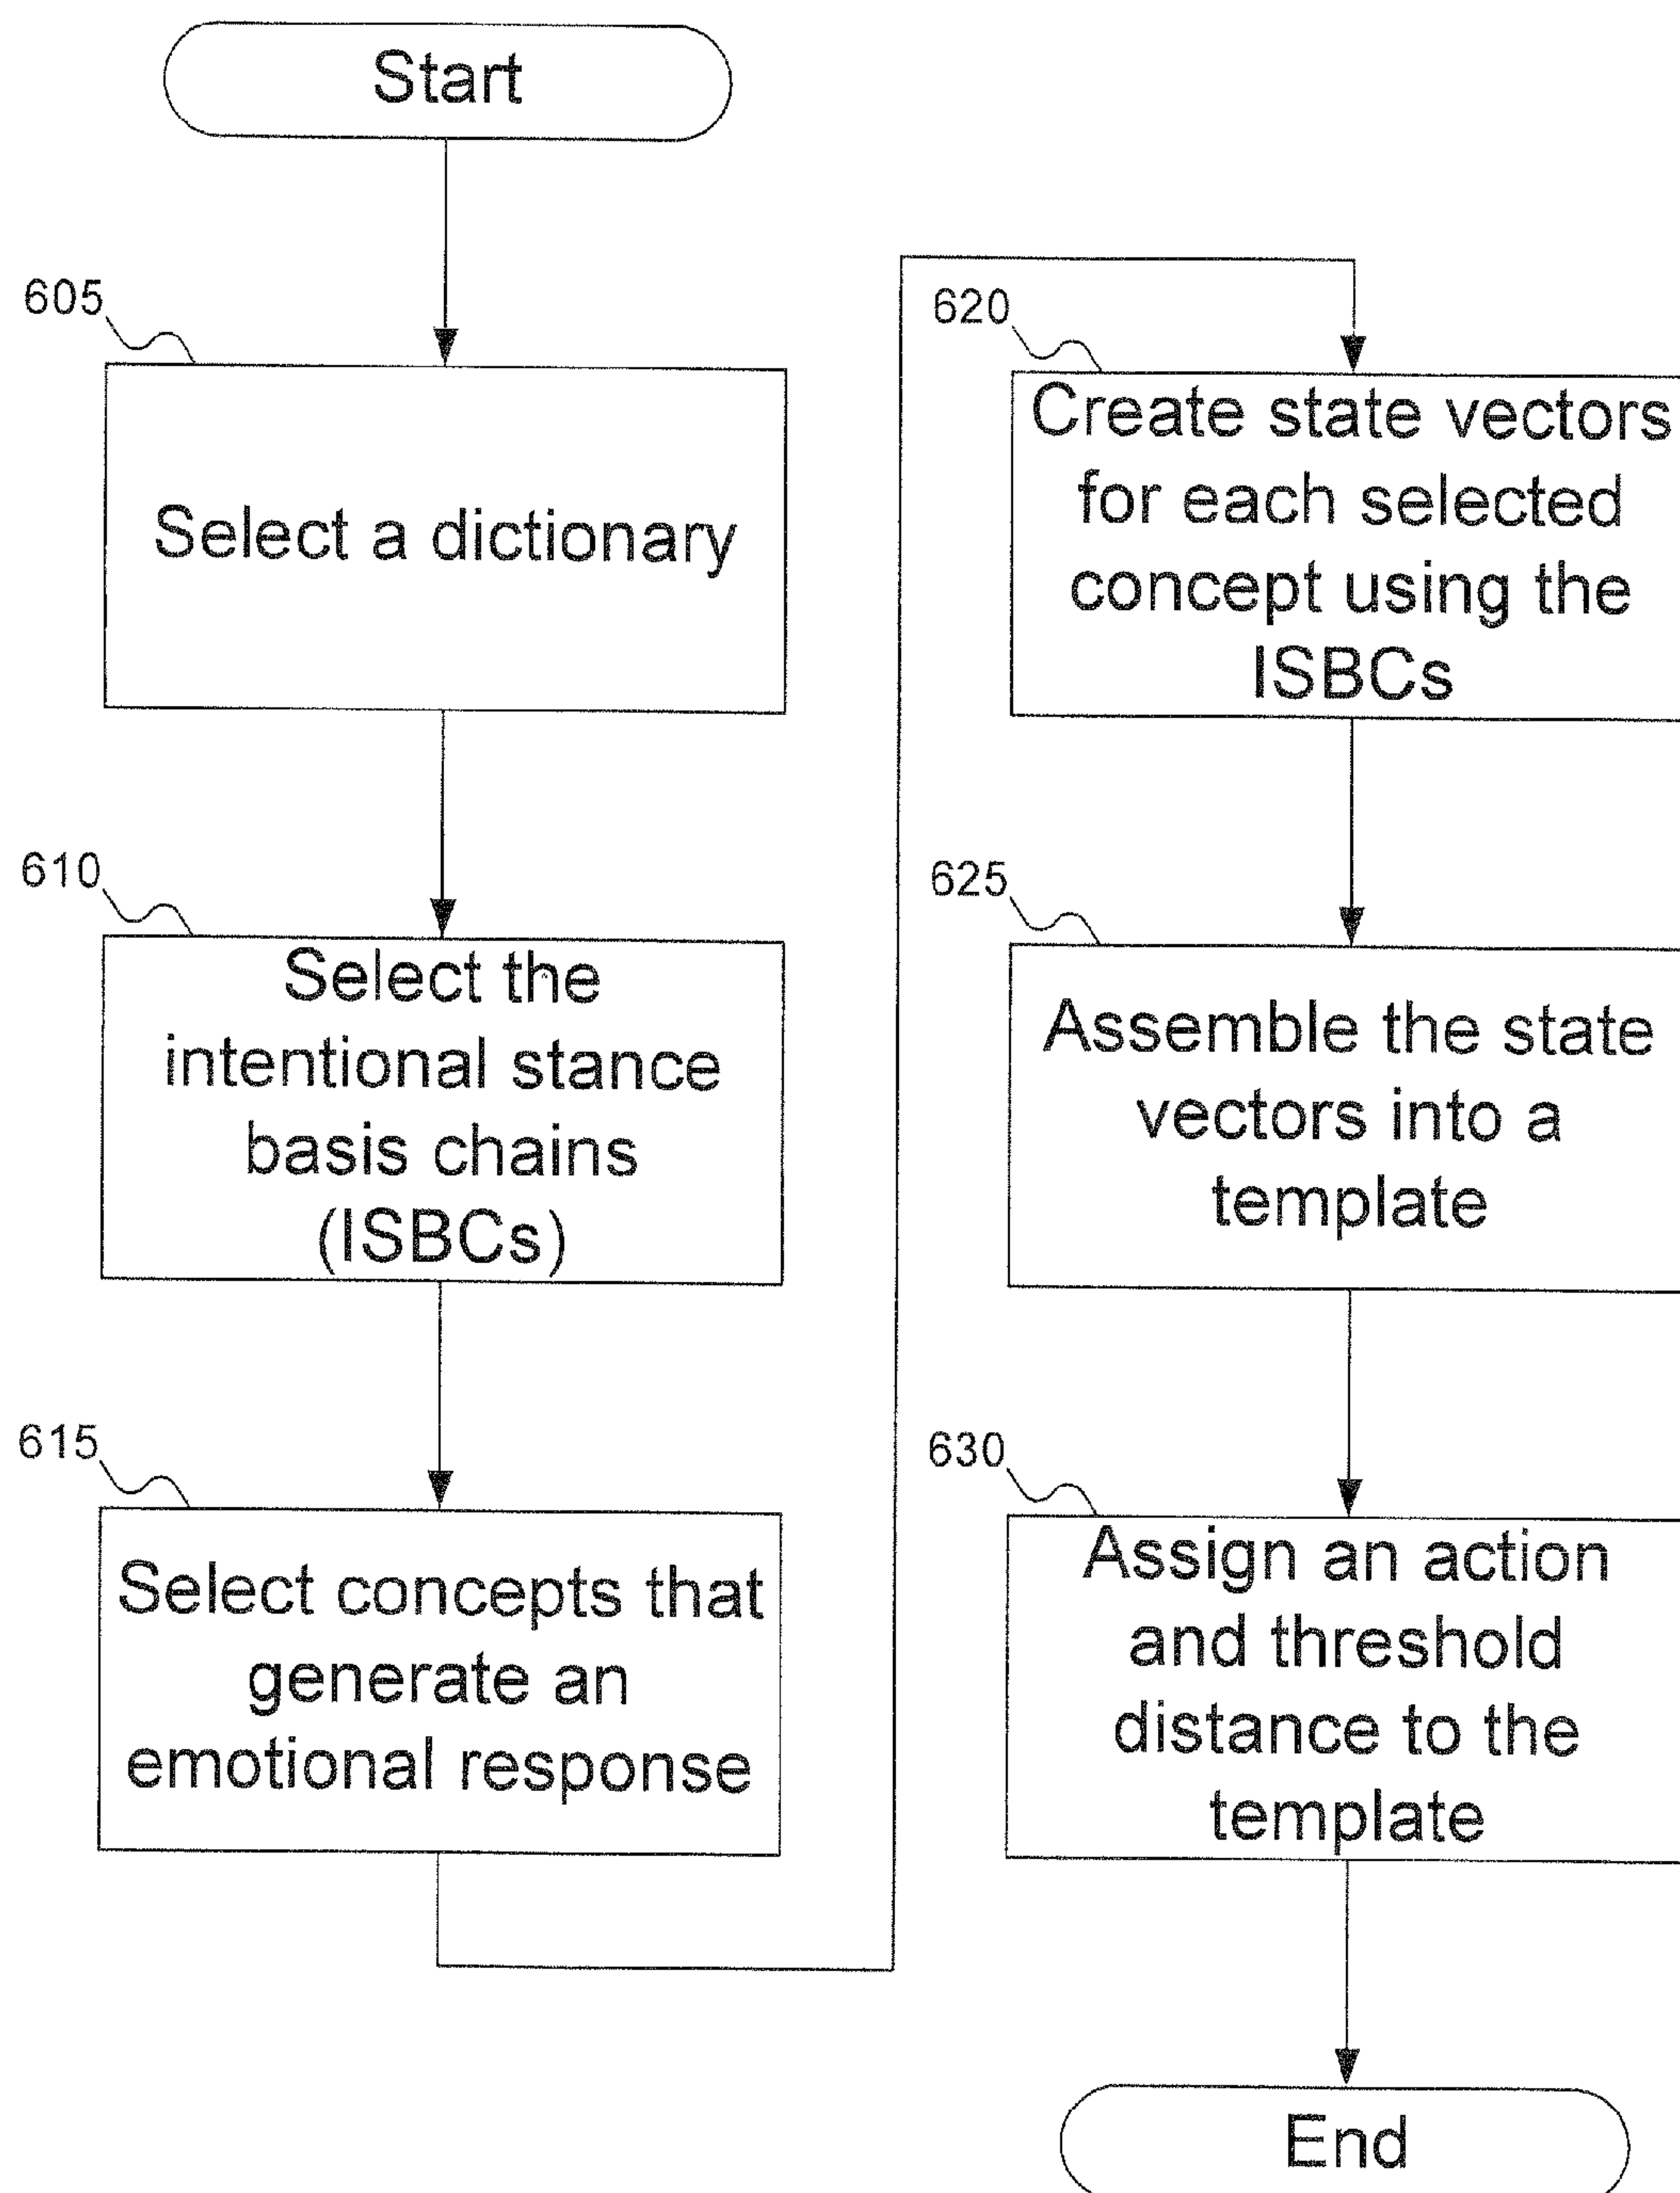 Start
605
Select a dictionary
610
Select the
intentional stance
basis chains
(ISBCs)
615
Select concepts that
generate an
emotional response
620
Create state vectors
for each selected
concept using the
ISBCs
625
Assemble the state
vectors into a
template
630
Assign an action
and threshold
distance to the
template
End